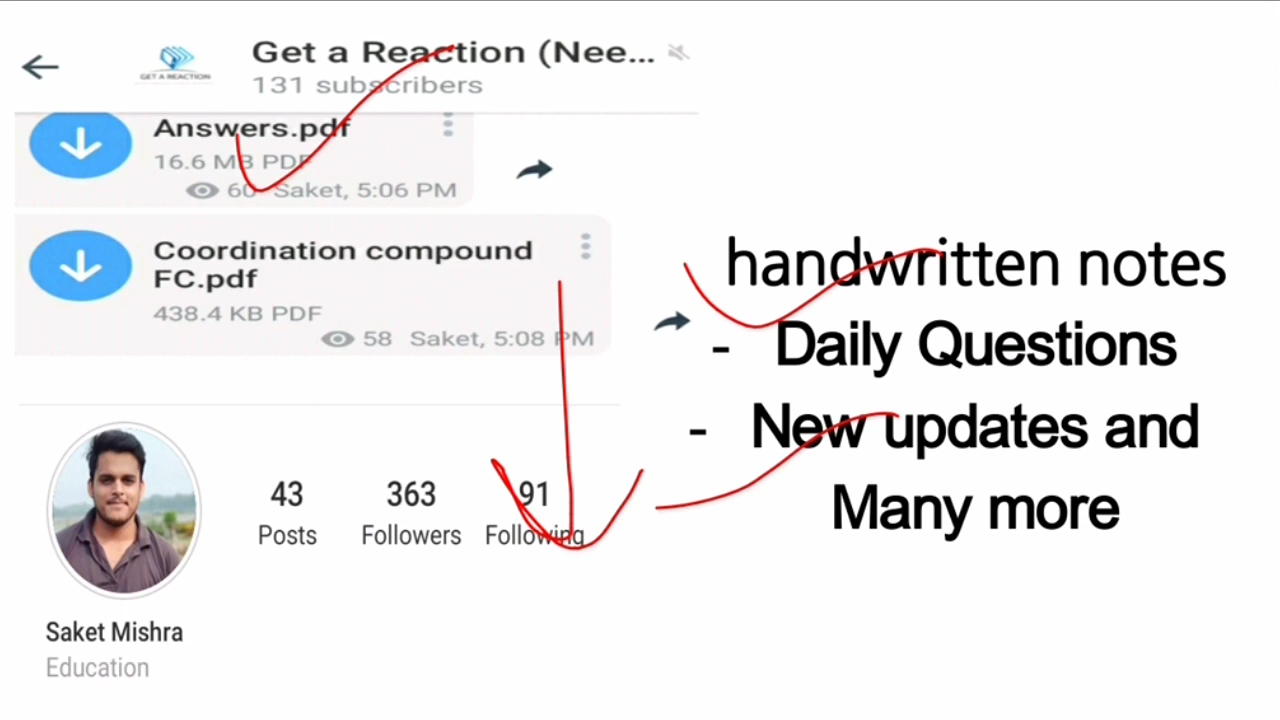 Get a Reaction (Nee...
GET A REACTION
131 subscribers
Answers.pdf
16.6 MB PDF
60 Saket, 5:06 PM
Coordination compound
FC.pdf
438.4 KB PDF
58 Saket, 5:08 PM
handwritten notes
- Daily Questions
- New updates and
Many more
43
Posts
363
Followers
91
Following
Saket Mishra
Education